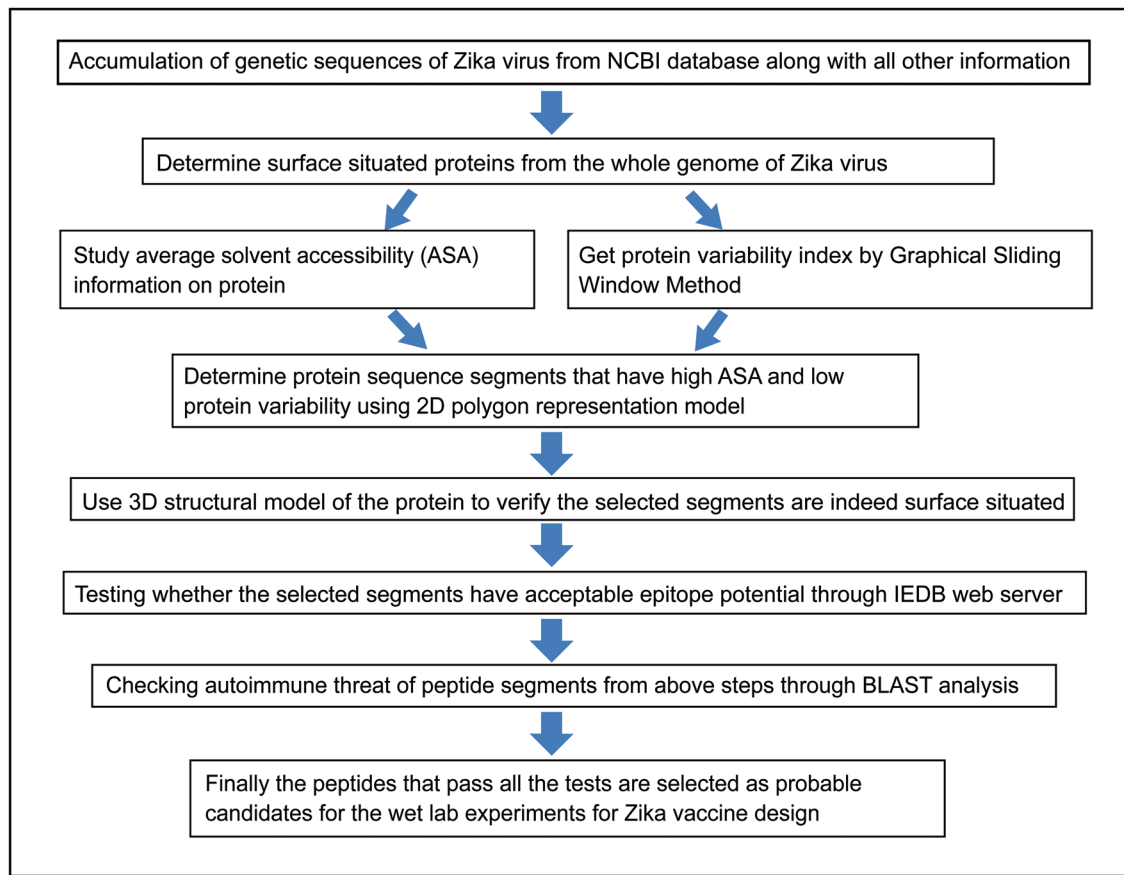 Accumulation of genetic sequences of Zika virus from NCBI database along with all other information
Determine surface situated proteins from the whole genome of Zika virus
Study average solvent accessibility (ASA)
information on protein
Get protein variability index by Graphical Sliding
Window Method
Determine protein sequence segments that have high ASA and low
protein variability using 2D polygon representation model
Use 3D structural model of the protein to verify the selected segments are indeed surface situated
Testing whether the selected segments have acceptable epitope potential through IEDB web server
Checking autoimmune threat of peptide segments from above steps through BLAST analysis
Finally the peptides that pass all the tests are selected as probable
candidates for the wet lab experiments for Zika vaccine design